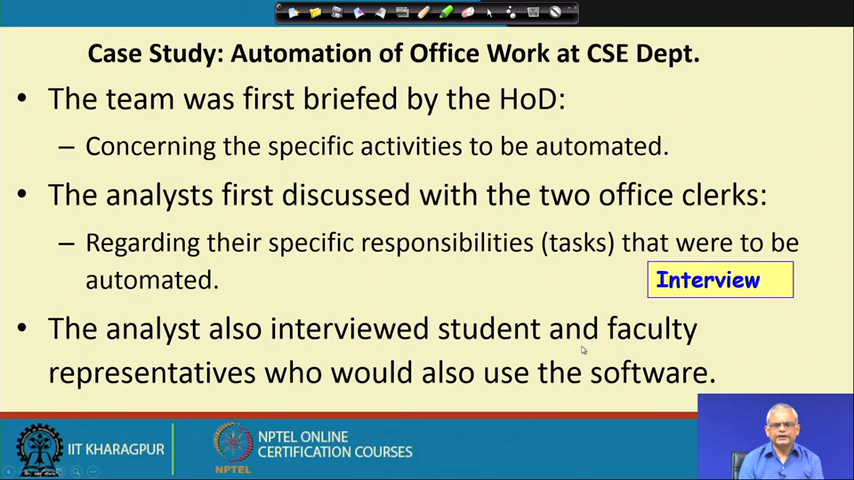 Case Study: Automation of Office Work at CSE Dept.
• The team was first briefed by the HoD:
– Concerning the specific activities to be automated.
• The analysts first discussed with the two office clerks:
– Regarding their specific responsibilities (tasks) that were to be
automated.
Interview
• The analyst also interviewed student and faculty
representatives who would also use the software.
IIT KHARAGPUR
NPTEL
NPTEL ONLINE
CERTIFICATION COURSES